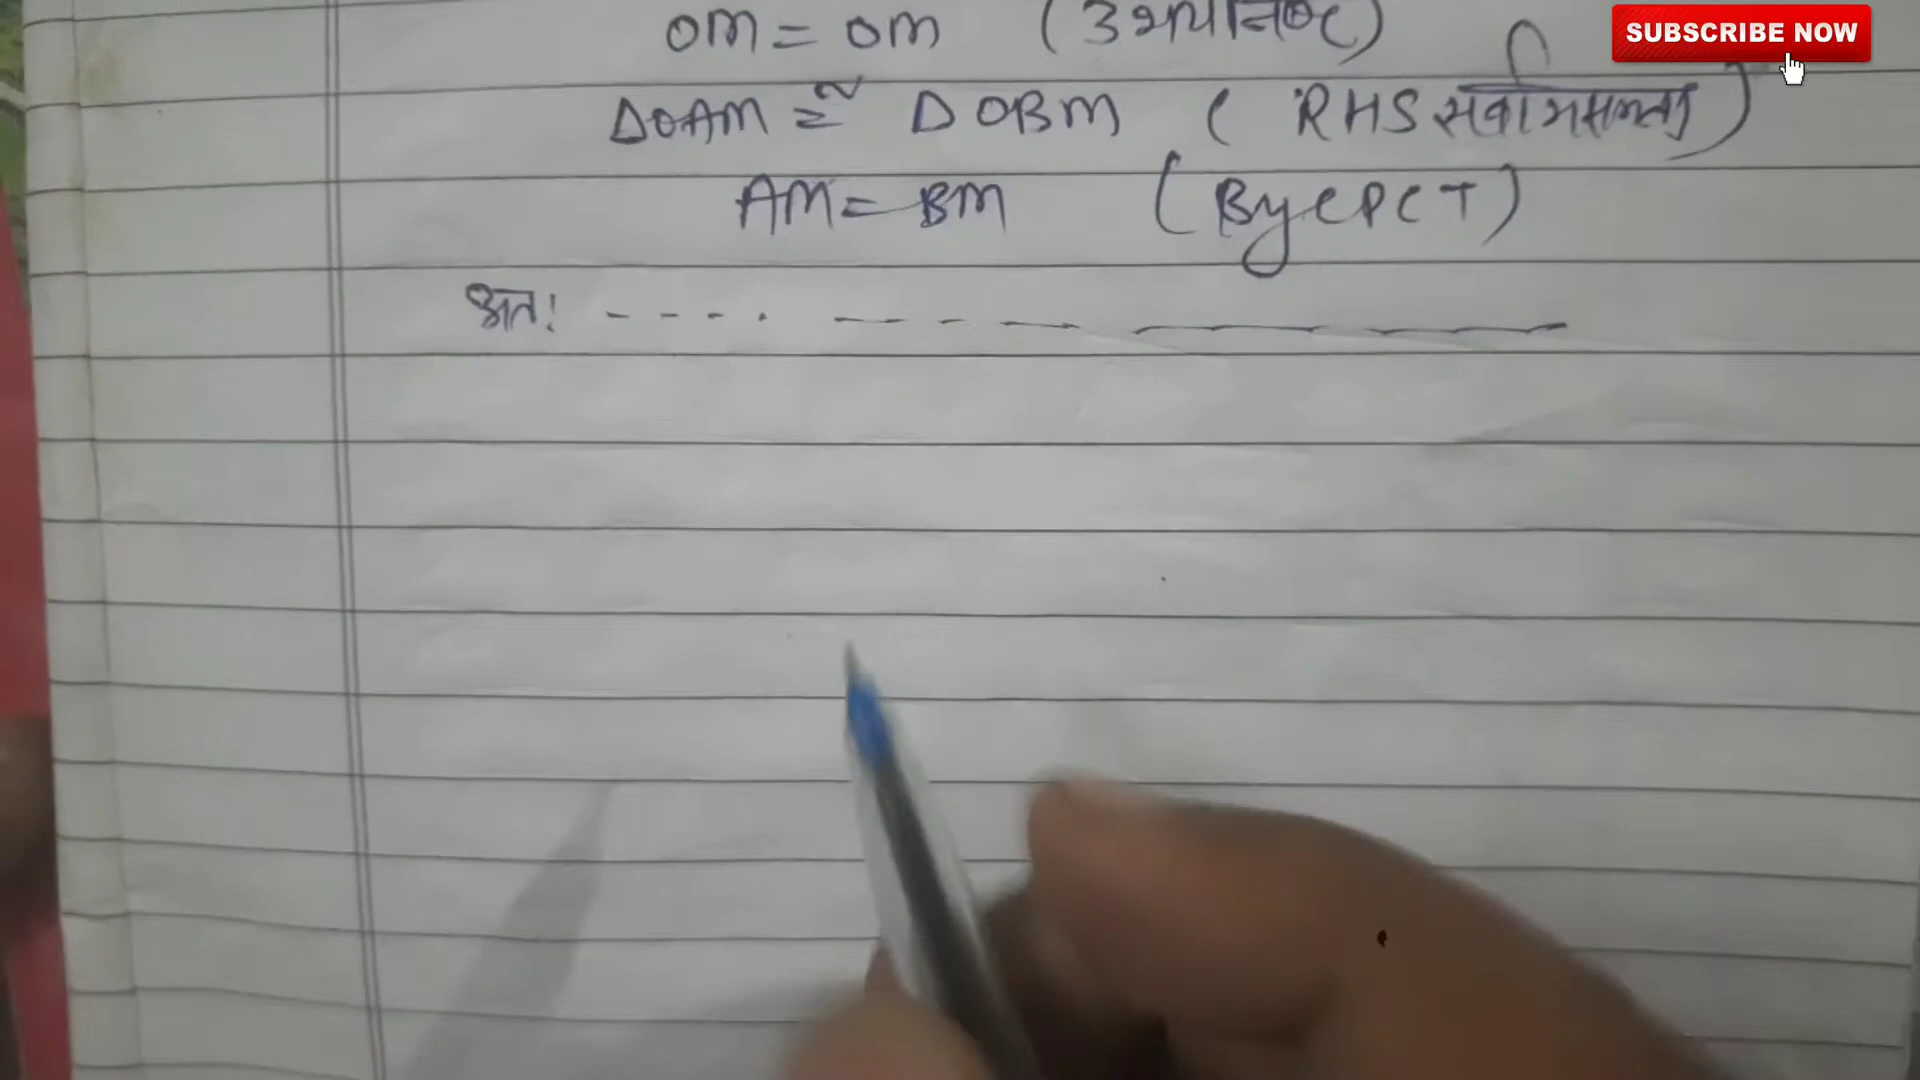 SUBSCRIBE NOW
OM = OM (उभयनिष्ठ)
ΔOAM ≅ ΔOBM (RHS सर्वांगसमता)
AM = BM (By CPCT)
अत: - - - - - - - - - -